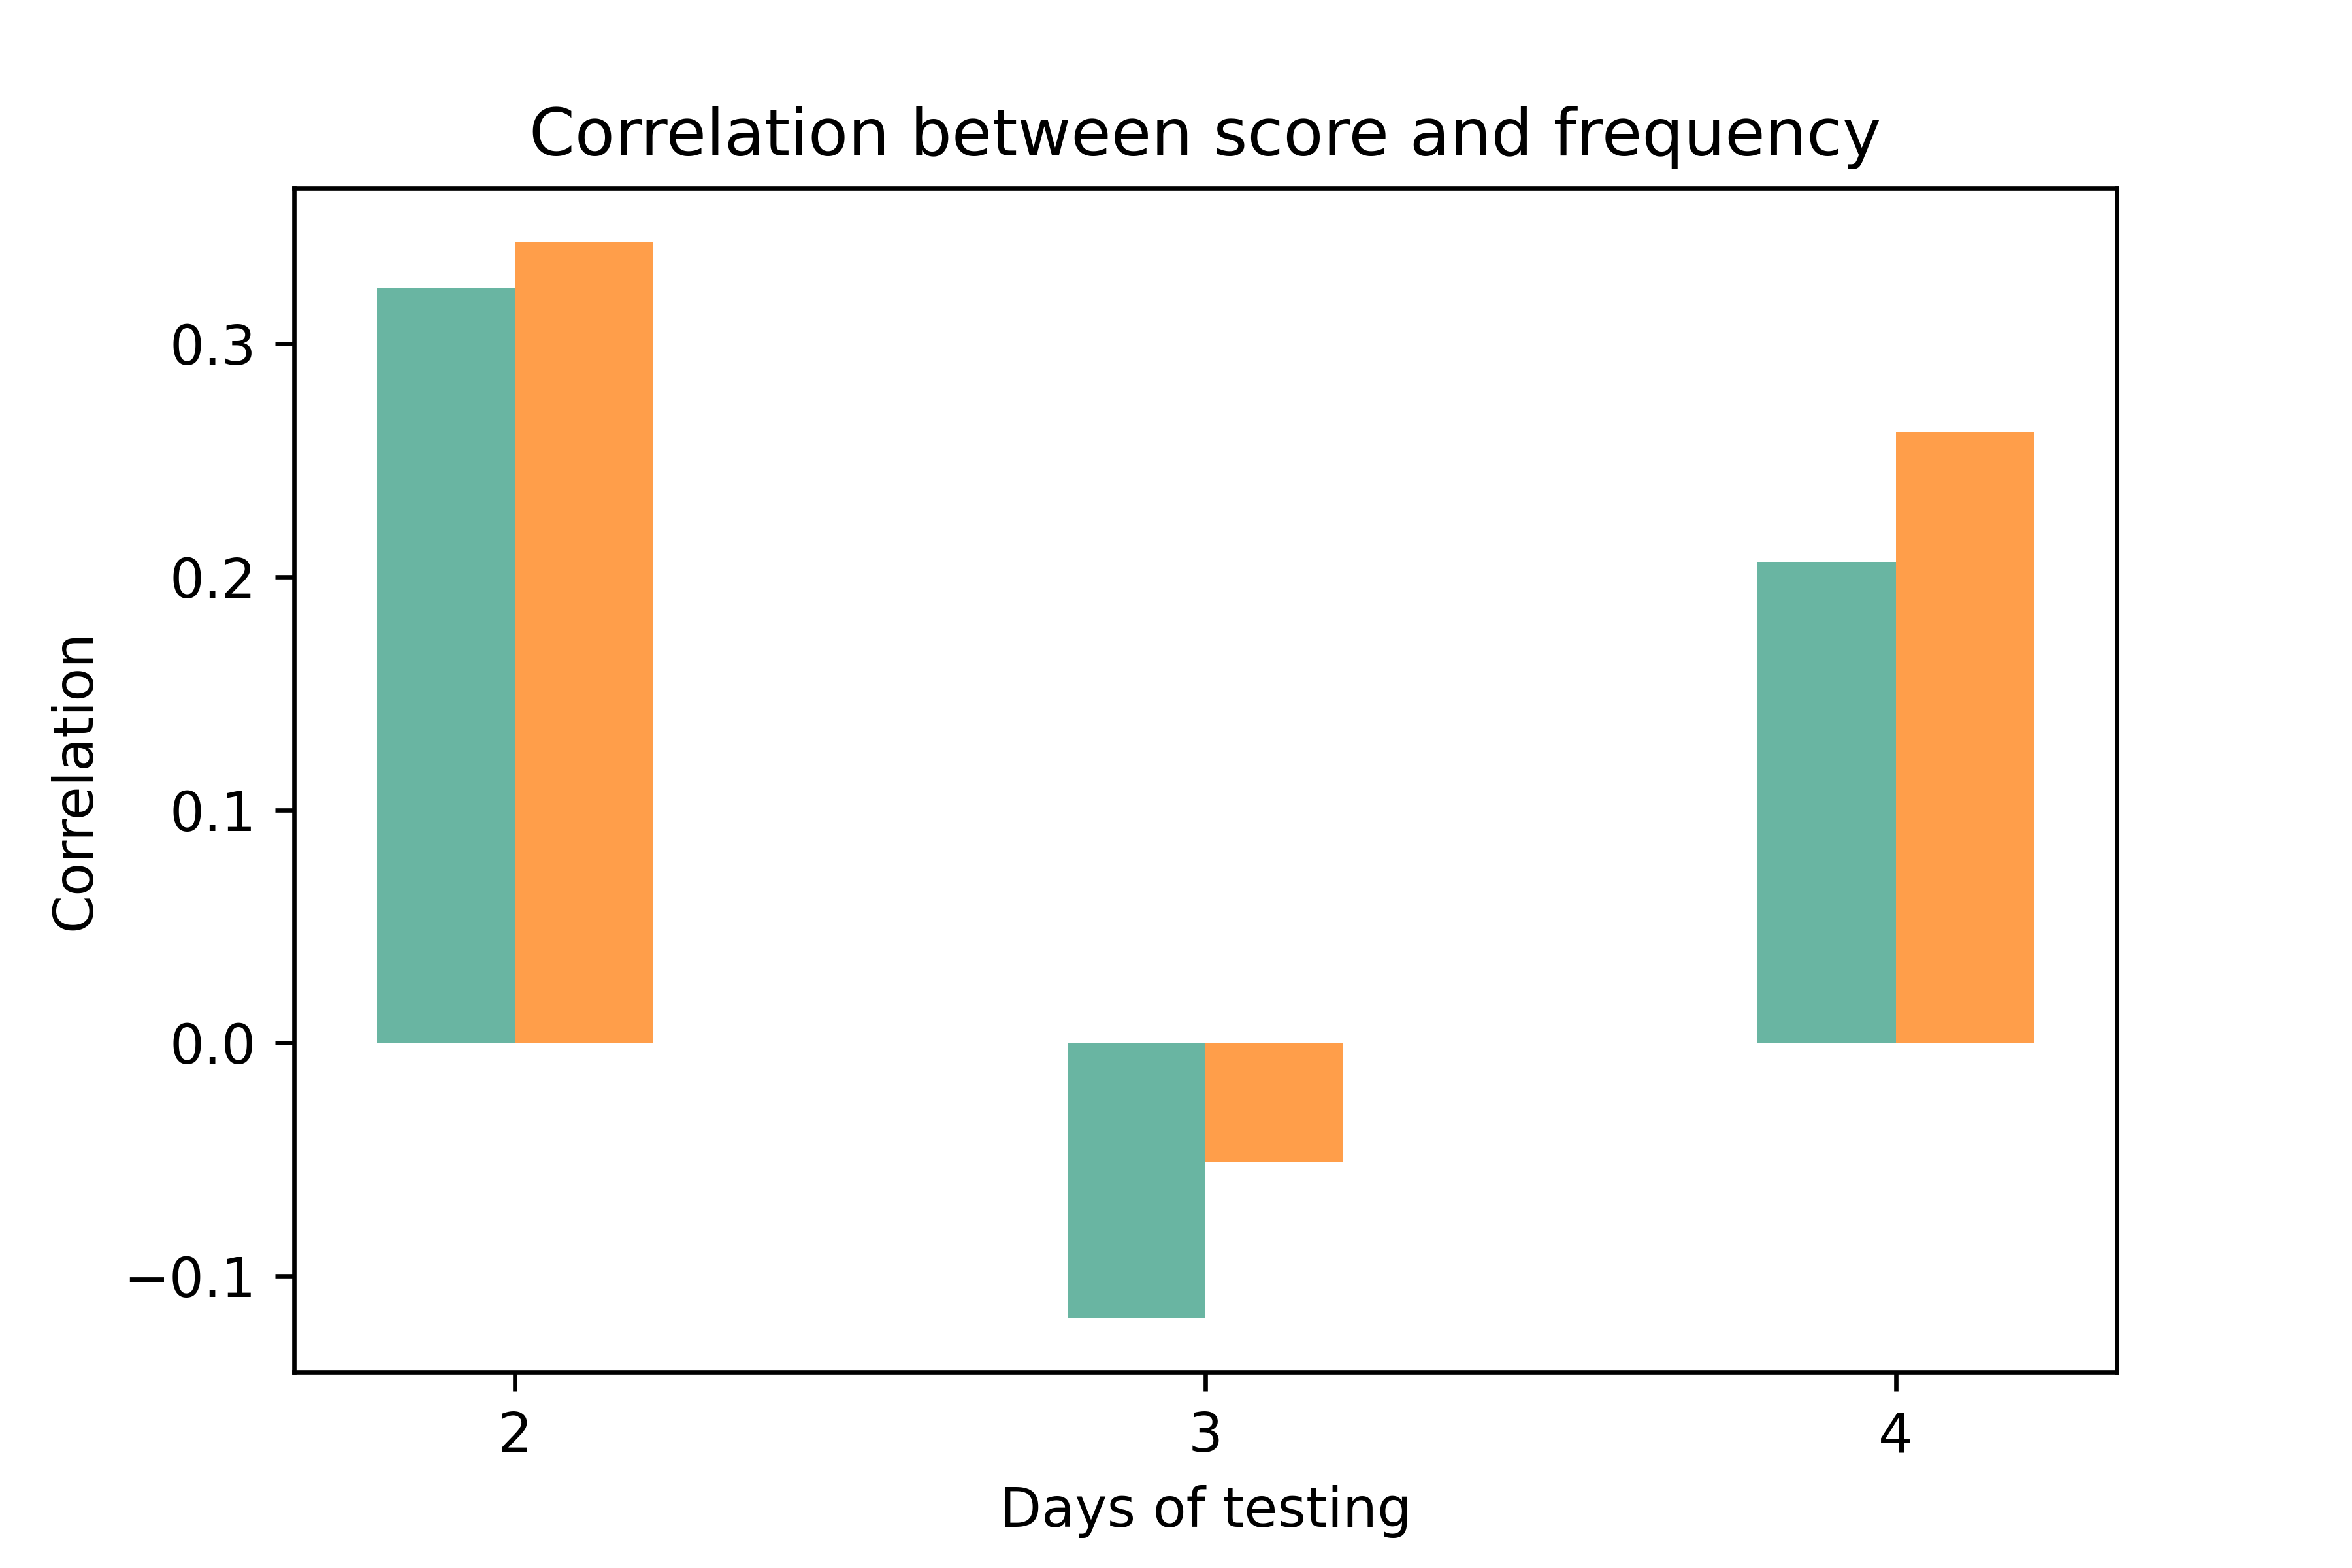 Correlation between score and frequency
Correlation
0.3
0.2
0.1
0.0
−0.1
2 3 4
Days of testing